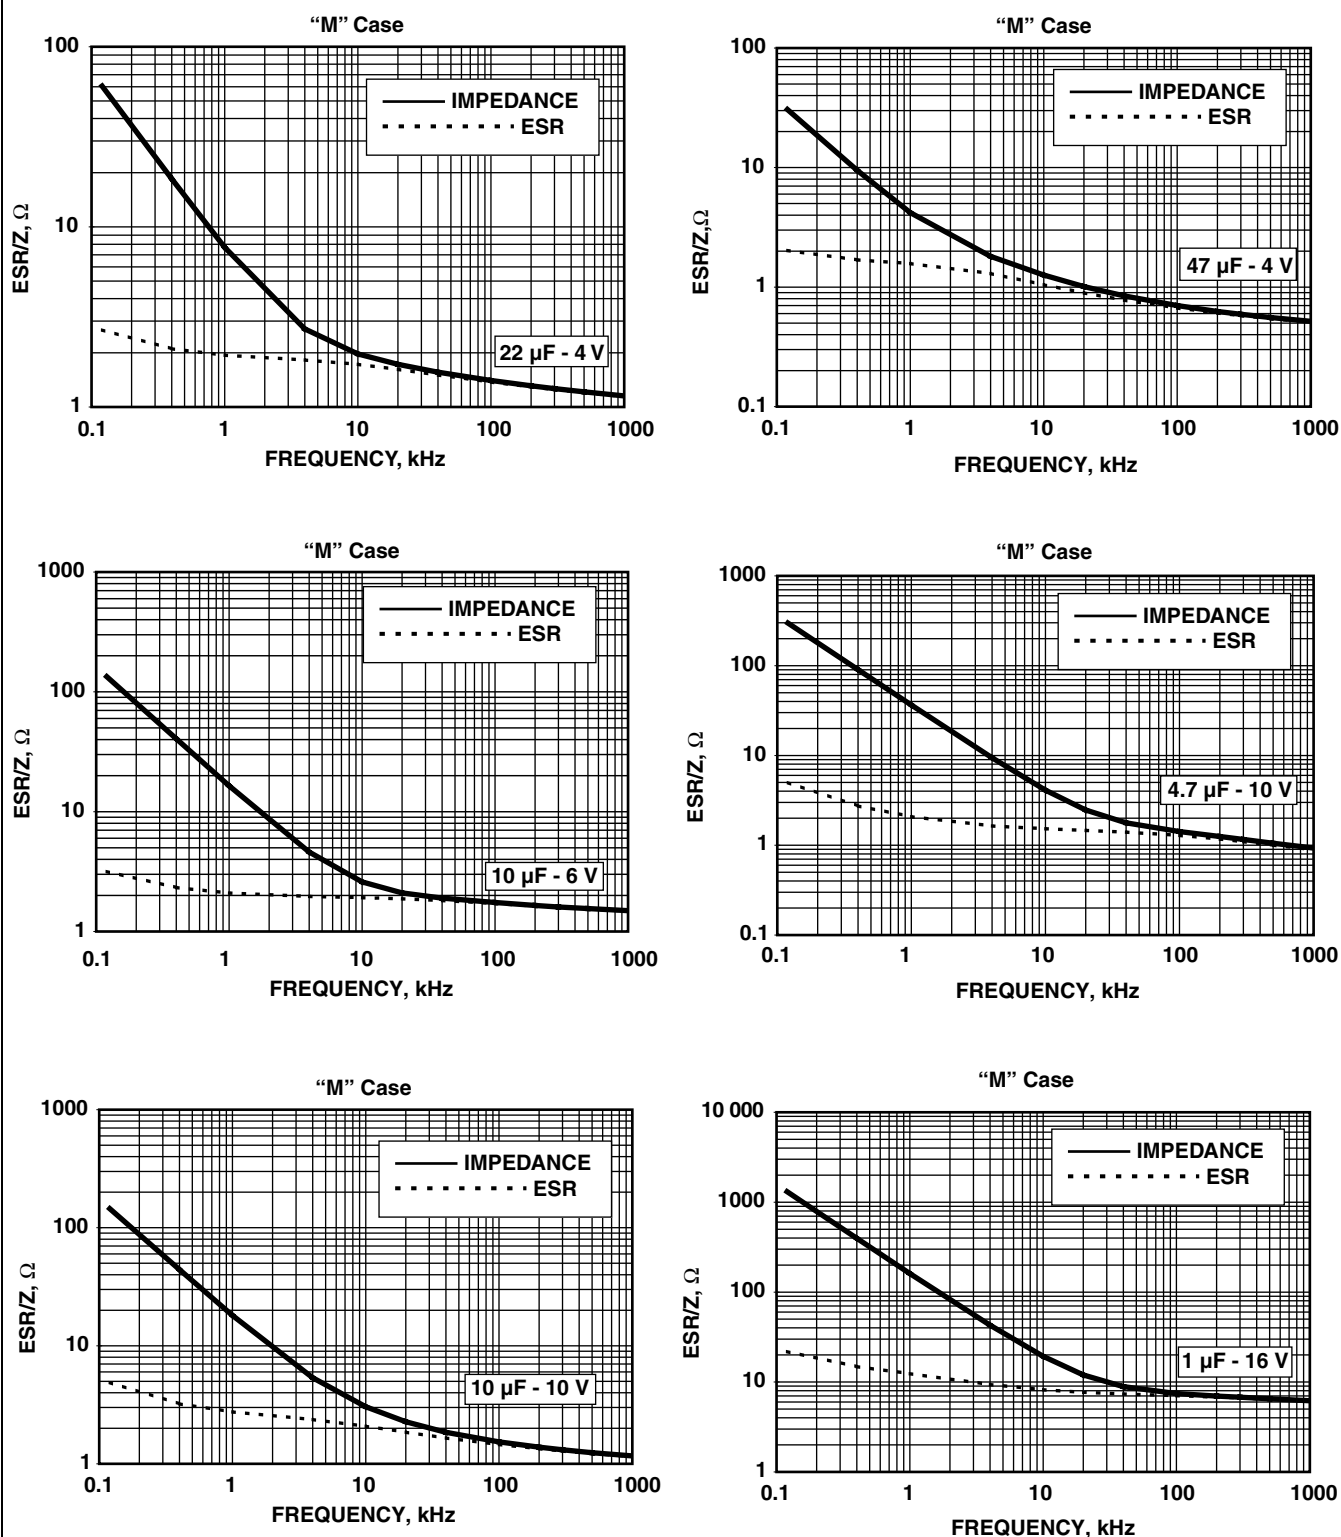 “M” Case
100
10
1
ESR/Z, Ω
IMPEDANCE
ESR
22 µF - 4 V
0.1 1 10 100 1000
FREQUENCY, kHz
“M” Case
100
10
1
0.1
ESR/Z,Ω
IMPEDANCE
ESR
47 µF - 4 V
0.1 1 10 100 1000
FREQUENCY, kHz
“M” Case
1000
100
10
1
ESR/Z, Ω
IMPEDANCE
ESR
10 µF - 6 V
0.1 1 10 100 1000
FREQUENCY, kHz
“M” Case
1000
100
10
1
0.1
ESR/Z, Ω
IMPEDANCE
ESR
4.7 µF - 10 V
0.1 1 10 100 1000
FREQUENCY, kHz
“M” Case
1000
100
10
1
ESR/Z, Ω
IMPEDANCE
ESR
10 µF - 10 V
0.1 1 10 100 1000
FREQUENCY, kHz
“M” Case
10 000
1000
100
10
1
ESR/Z, Ω
IMPEDANCE
ESR
1 µF - 16 V
0.1 1 10 100 1000
FREQUENCY, kHz